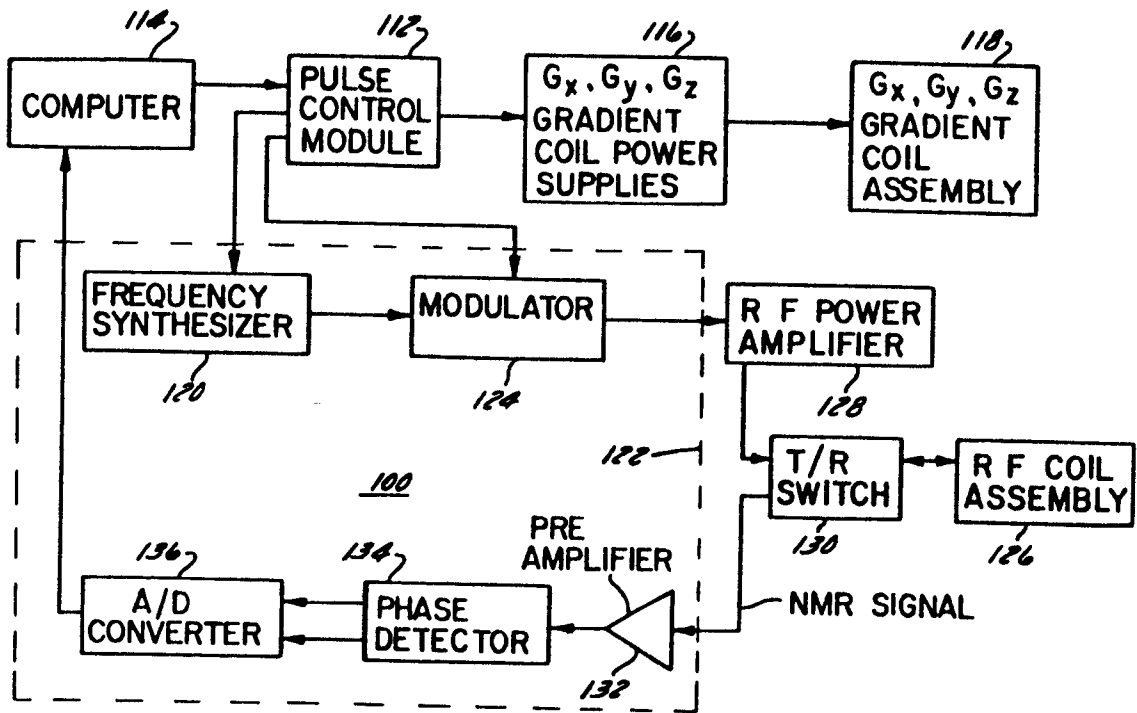 114
112
116
118
COMPUTER
PULSE
CONTROL
MODULE
Gx, Gy, Gz
GRADIENT
COIL POWER
SUPPLIES
Gx, Gy, Gz
GRADIENT
COIL
ASSEMBLY
FREQUENCY
SYNTHESIZER
120
MODULATOR
124
R F POWER
AMPLIFIER
128
122
T/R
SWITCH
130
R F COIL
ASSEMBLY
126
100
136
A/D
CONVERTER
134
PHASE
DETECTOR
PRE
AMPLIFIER
132
NMR SIGNAL